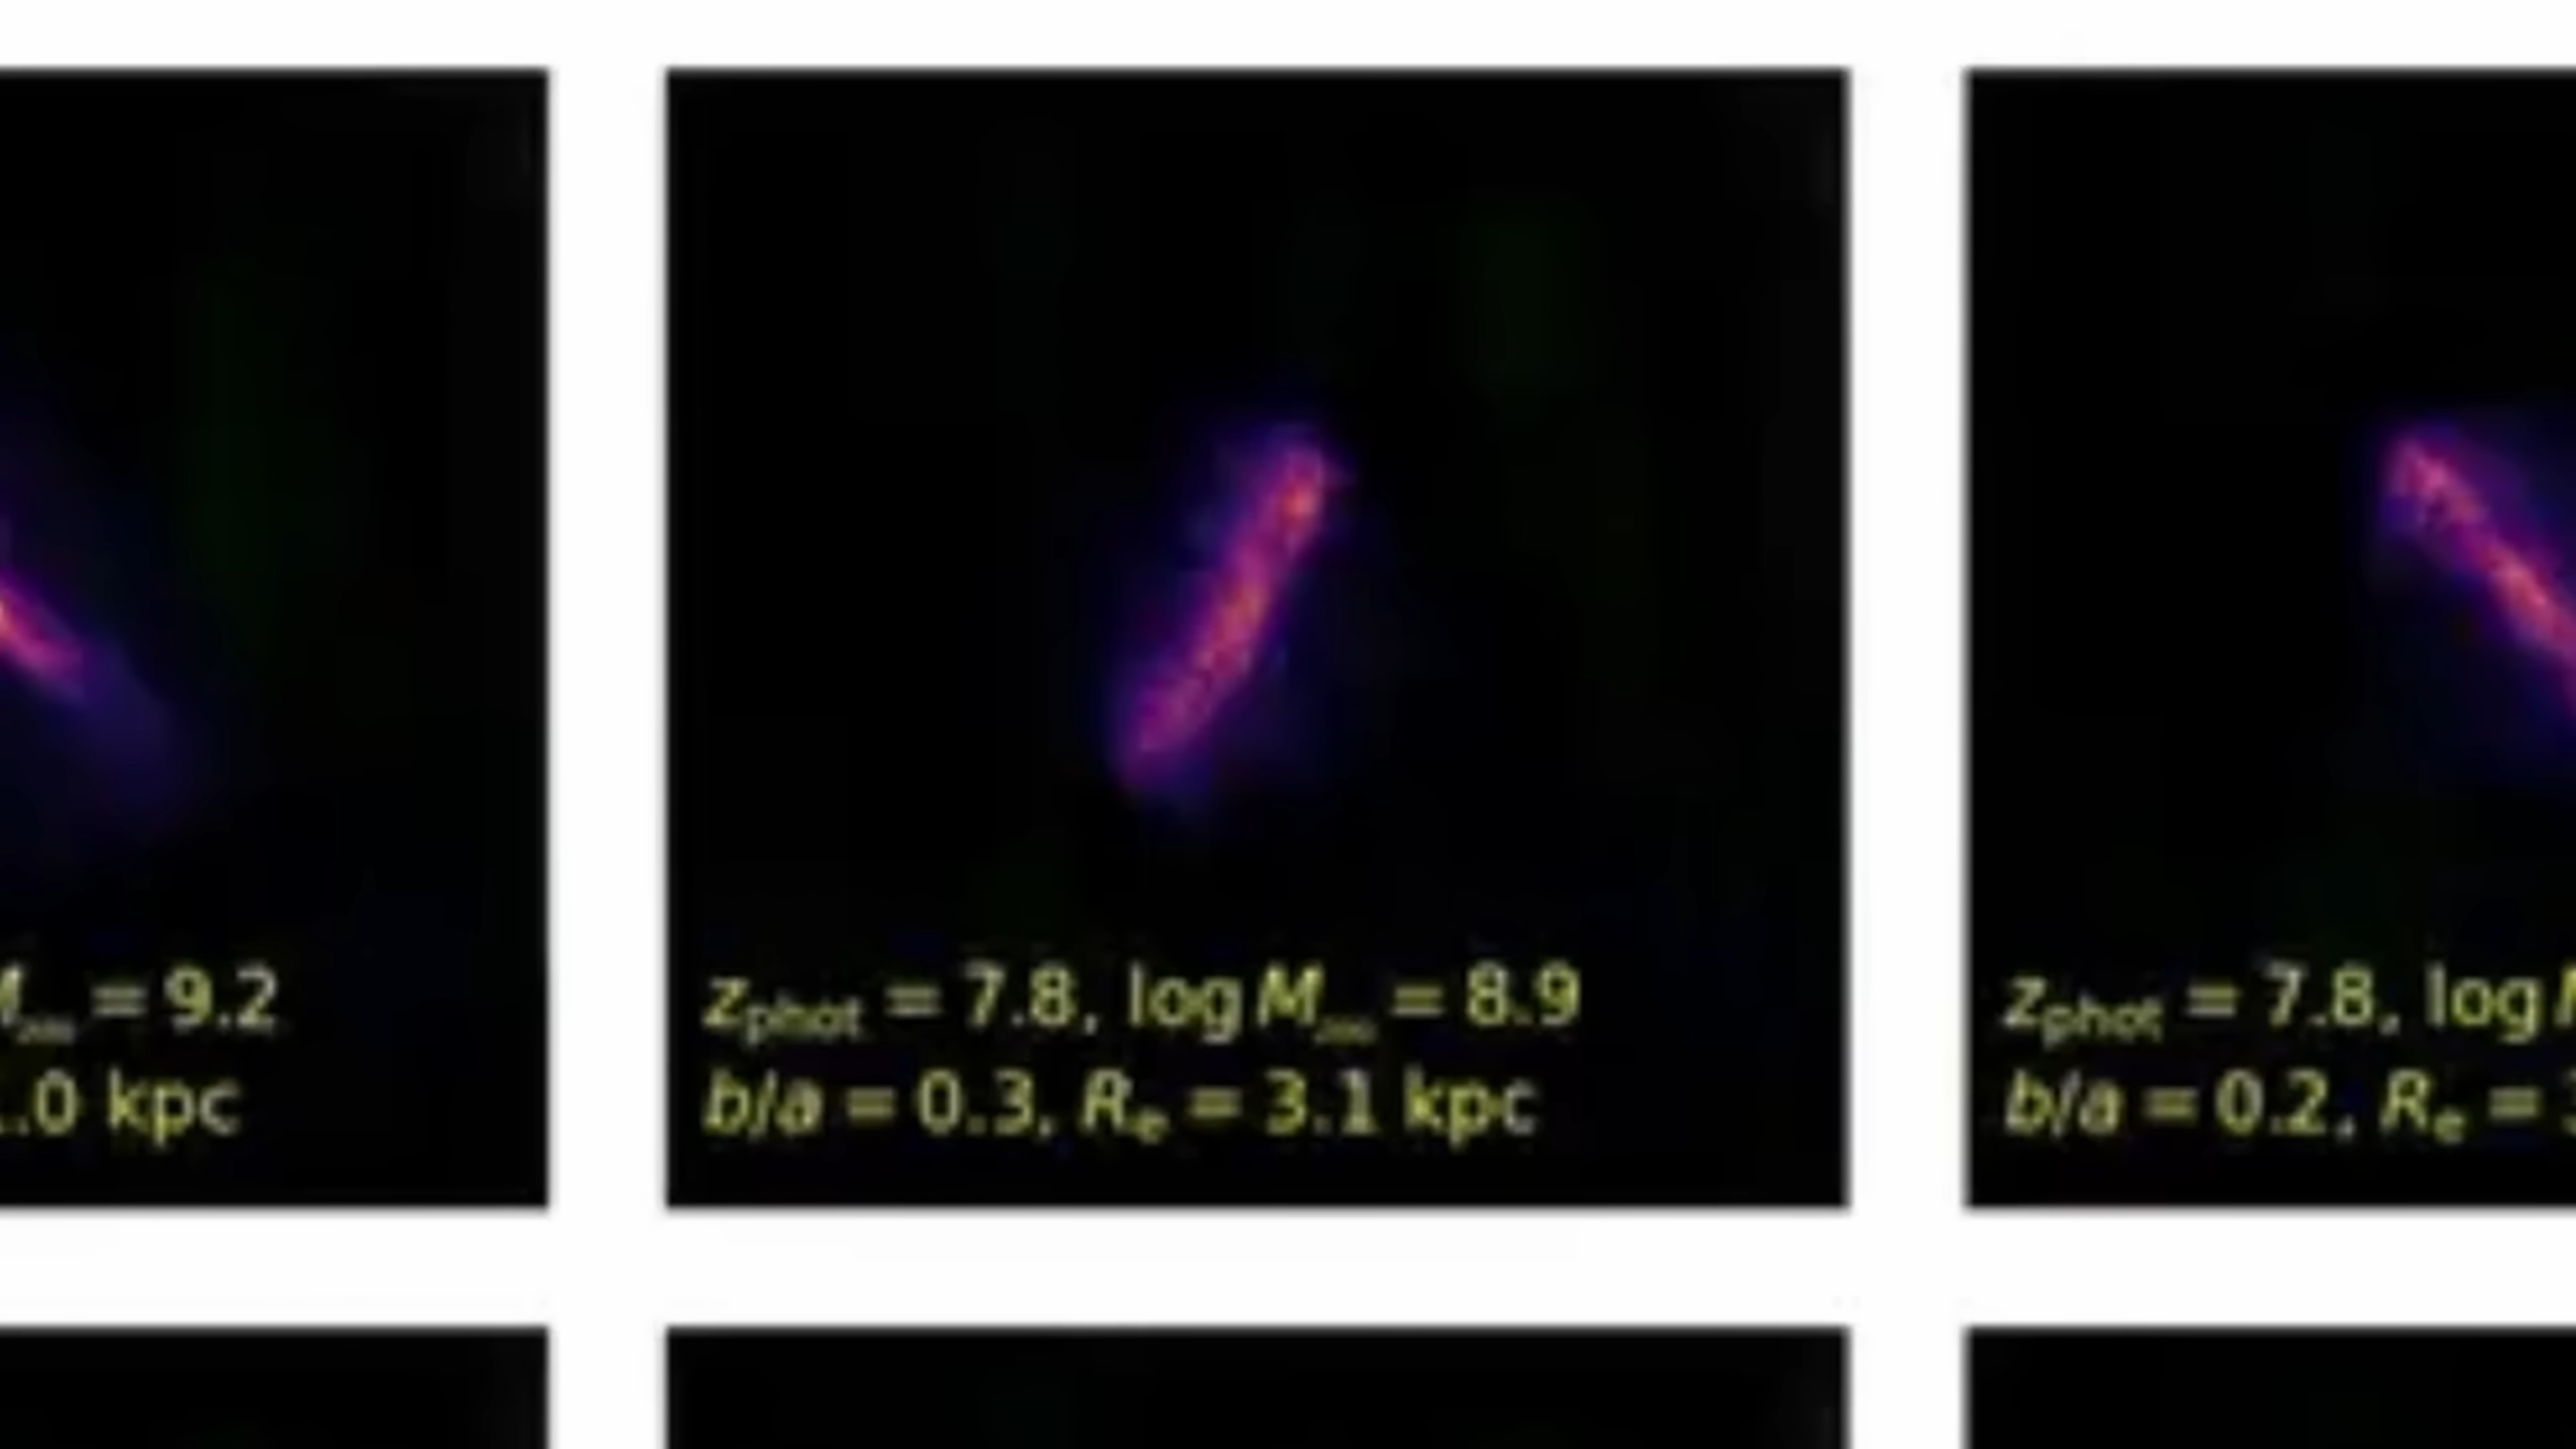 = 9.2
.0 kpc
z_phot = 7.8, log M = 8.9
b/a = 0.3, R_e = 3.1 kpc
z_phot = 7.8, log
b/a = 0.2, R_e =